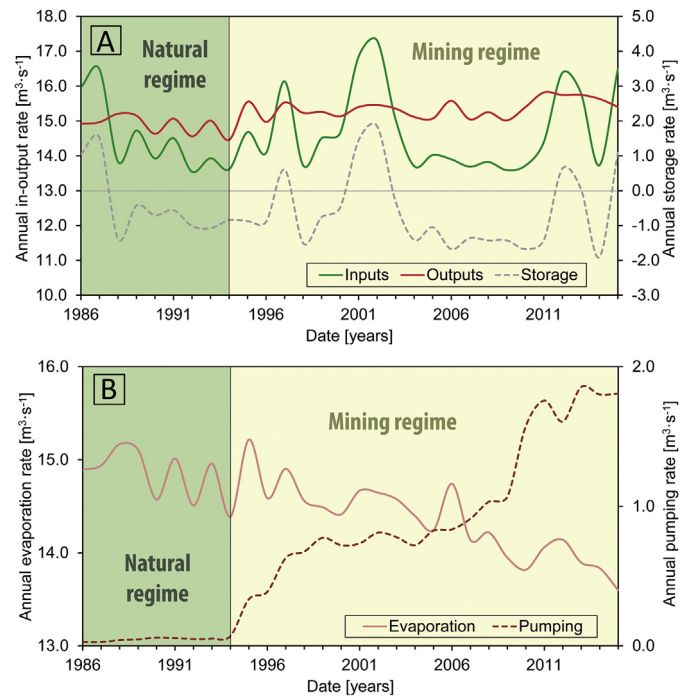 A
Natural
regime
Mining regime
18.0
17.0
16.0
15.0
14.0
13.0
12.0
11.0
10.0
Annual in-output rate [m³·s⁻¹]
5.0
4.0
3.0
2.0
1.0
0.0
-1.0
-2.0
-3.0
Annual storage rate [m³·s⁻¹]
Inputs Outputs Storage
1986 1991 1996 2001 2006 2011
Date [years]
B
Mining regime
Natural
regime
16.0
15.0
14.0
13.0
Annual evaporation rate [m³·s⁻¹]
2.0
1.0
0.0
Annual pumping rate [m³·s⁻¹]
Evaporation Pumping
1986 1991 1996 2001 2006 2011
Date [years]